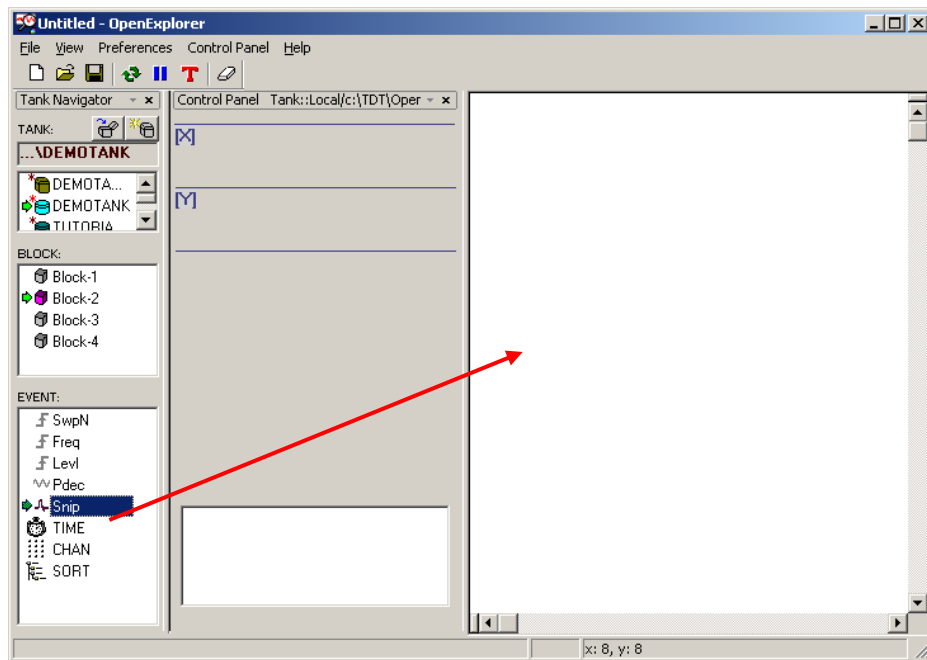 Untitled - OpenExplorer
File View Preferences Control Panel Help
T
Tank Navigator
TANK:
...\DEMOTANK
DEMOTA...
DEMOTANK
TUTORIA
BLOCK:
Block-1
Block-2
Block-3
Block-4
EVENT:
SwpN
Freq
Levl
Pdec
Snip
TIME
CHAN
SORT
Control Panel Tank::Local/c:\TDT\Oper
[X]
[Y]
x: 8, y: 8